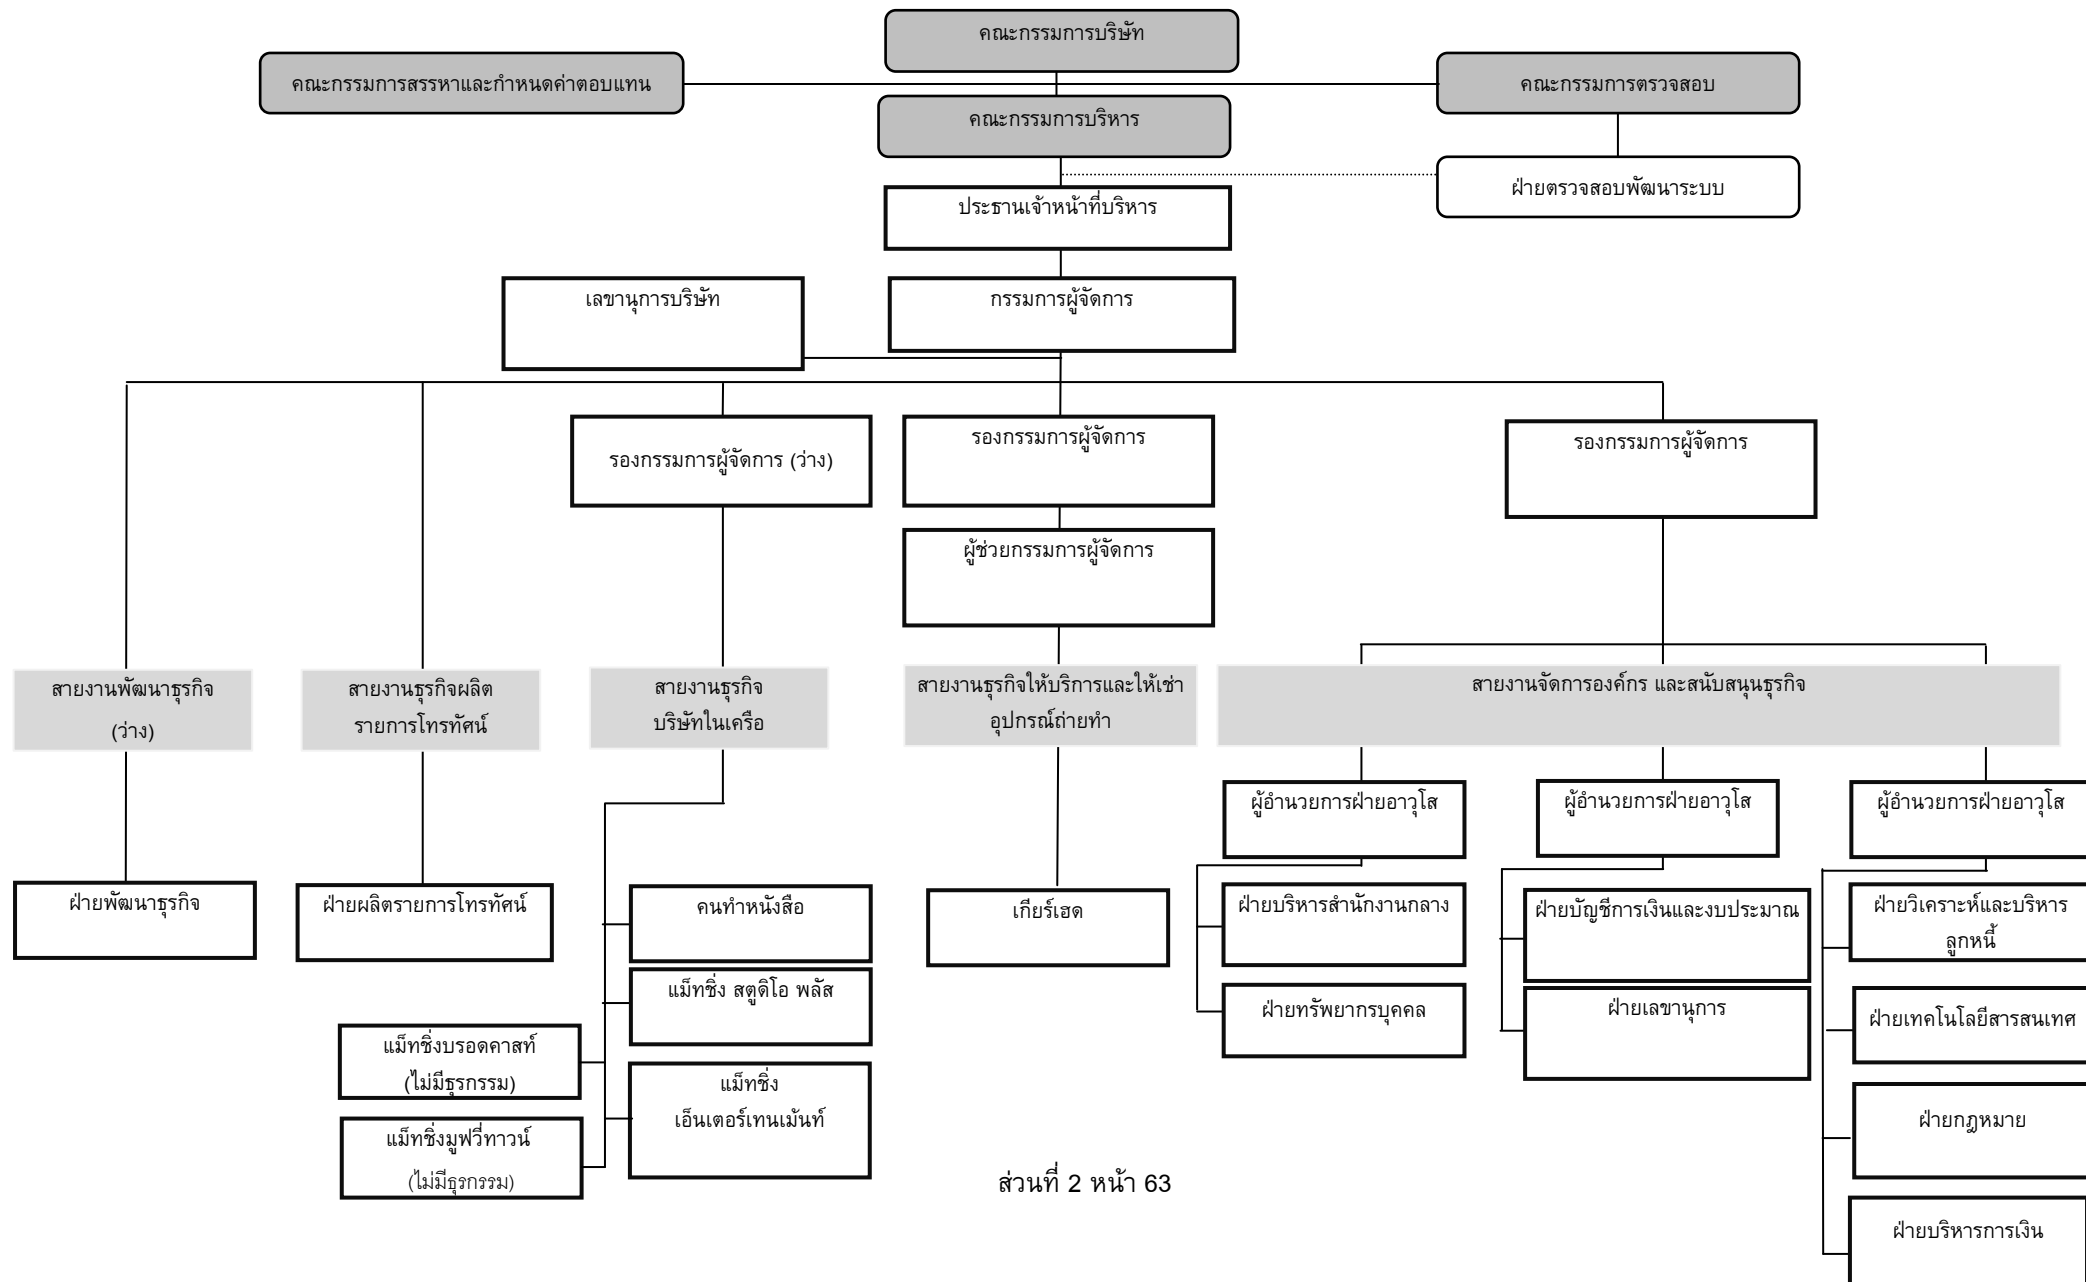 คณะกรรมการบริษัท
คณะกรรมการสรรหาและกำหนดค่าตอบแทน
คณะกรรมการตรวจสอบ
คณะกรรมการบริหาร
ฝ่ายตรวจสอบพัฒนาระบบ
ประธานเจ้าหน้าที่บริหาร
เลขานุการบริษัท
กรรมการผู้จัดการ
รองกรรมการผู้จัดการ (ว่าง)
รองกรรมการผู้จัดการ
รองกรรมการผู้จัดการ
ผู้ช่วยกรรมการผู้จัดการ
สายงานพัฒนาธุรกิจ
(ว่าง)
สายงานธุรกิจผลิต
รายการโทรทัศน์
สายงานธุรกิจ
บริษัทในเครือ
สายงานธุรกิจให้บริการและให้เช่า
อุปกรณ์ถ่ายทำ
สายงานจัดการองค์กร และสนับสนุนธุรกิจ
ผู้อำนวยการฝ่ายอาวุโส
ผู้อำนวยการฝ่ายอาวุโส
ผู้อำนวยการฝ่ายอาวุโส
ฝ่ายพัฒนาธุรกิจ
ฝ่ายผลิตรายการโทรทัศน์
คนทำหนังสือ
เกียร์เฮด
ฝ่ายบริหารสำนักงานกลาง
ฝ่ายบัญชีการเงินและงบประมาณ
ฝ่ายวิเคราะห์และบริหาร
ลูกหนี้
แม็ทชิ่ง สตูดิโอ พลัส
ฝ่ายทรัพยากรบุคคล
ฝ่ายเลขานุการ
ฝ่ายเทคโนโลยีสารสนเทศ
แม็ทชิ่งบรอดคาสท์
(ไม่มีธุรกรรม)
แม็ทชิ่ง
เอ็นเตอร์เทนเม้นท์
ฝ่ายกฎหมาย
แม็ทชิ่งมูฟวี่ทาวน์
(ไม่มีธุรกรรม)
ส่วนที่ 2 หน้า 63
ฝ่ายบริหารการเงิน